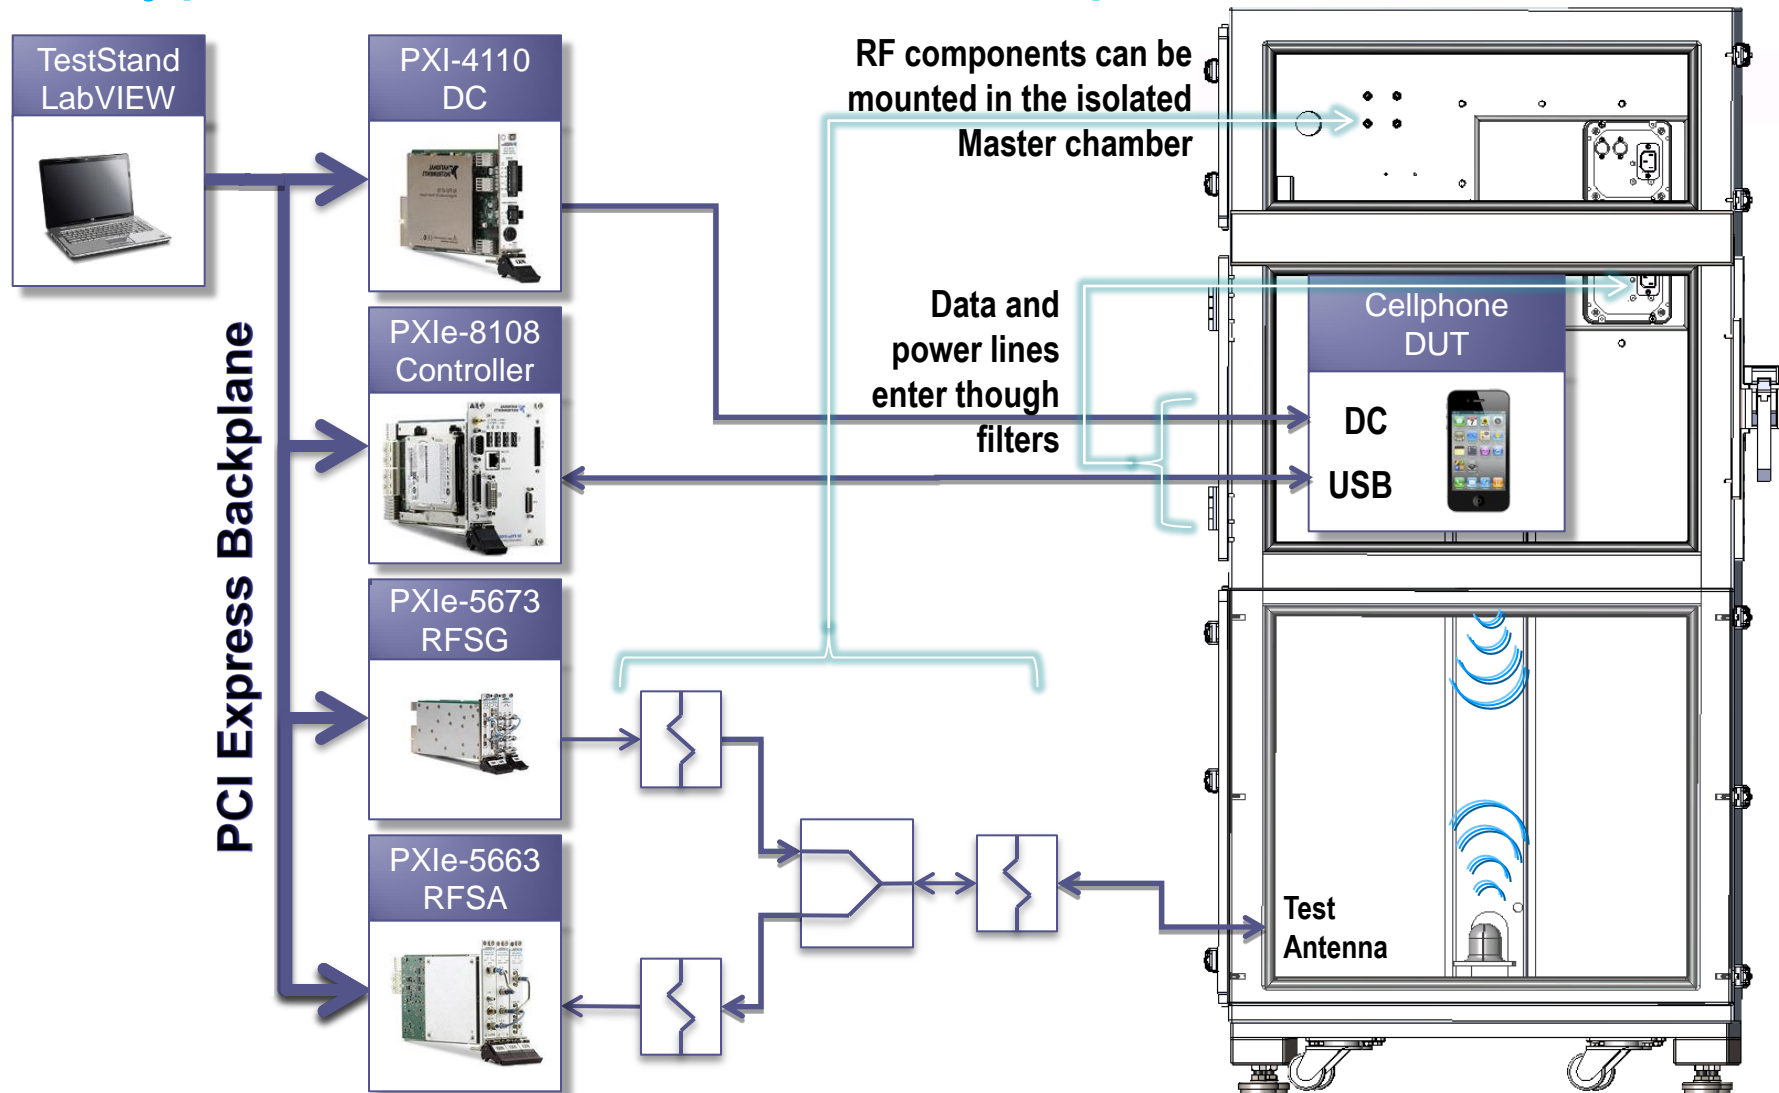 TestStand
LabVIEW
PXI-4110
DC
RF components can be
mounted in the isolated
Master chamber
PXIe-8108
Controller
Data and
power lines
enter though
filters
Cellphone
DUT
DC
USB
PCI Express Backplane
PXIe-5673
RFSG
PXIe-5663
RFSA
Test
Antenna